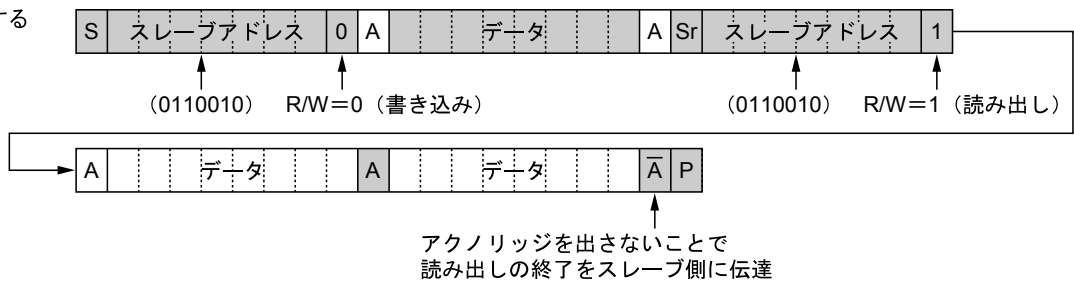 する
S スレーブアドレス 0 A データ A Sr スレーブアドレス 1
(0110010) R/W＝0（書き込み） (0110010) R/W＝1（読み出し）
A データ A データ A̅ P
アクノリッジを出さないことで
読み出しの終了をスレーブ側に伝達